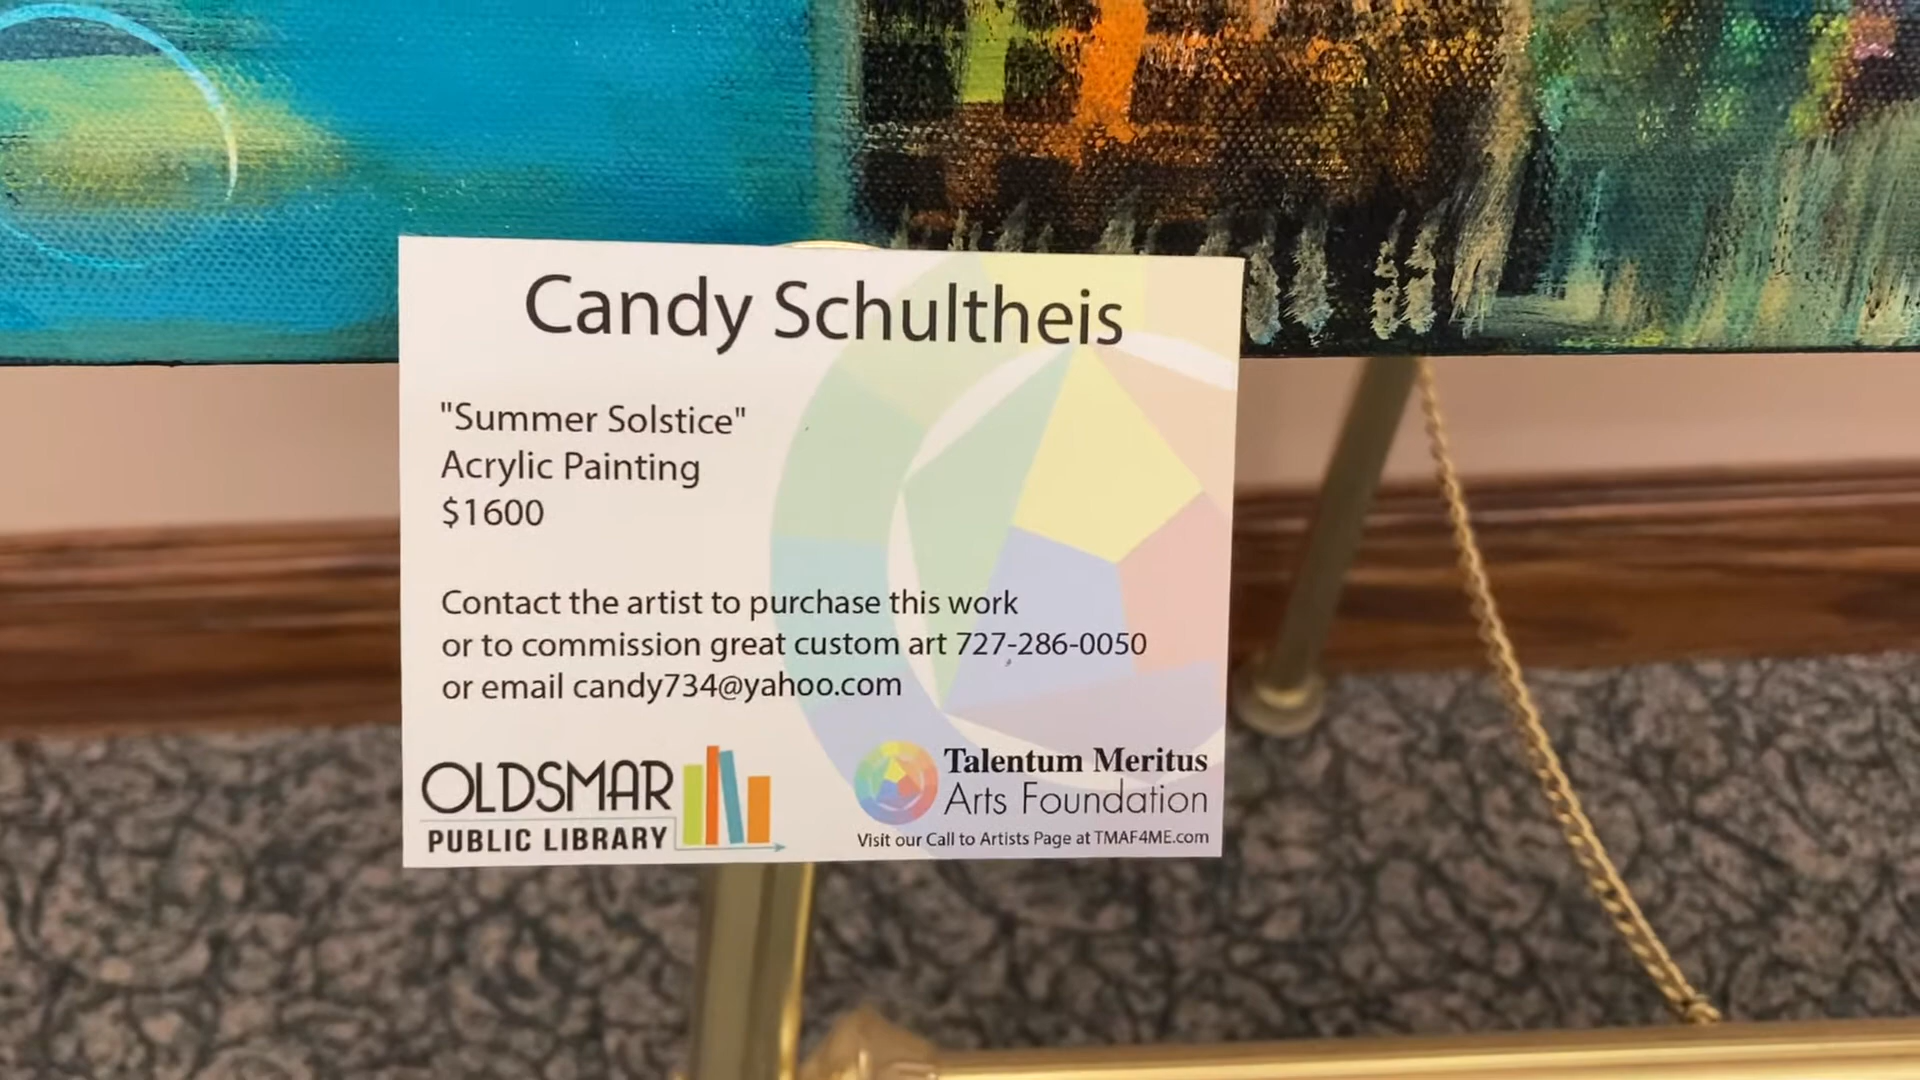 Candy Schultheis
"Summer Solstice"
Acrylic Painting
$1600
Contact the artist to purchase this work
or to commission great custom art 727-286-0050
or email candy734@yahoo.com
OLDSMAR
PUBLIC LIBRARY
Talentum Meritus
Arts Foundation
Visit our Call to Artists Page at TMAF4ME.com